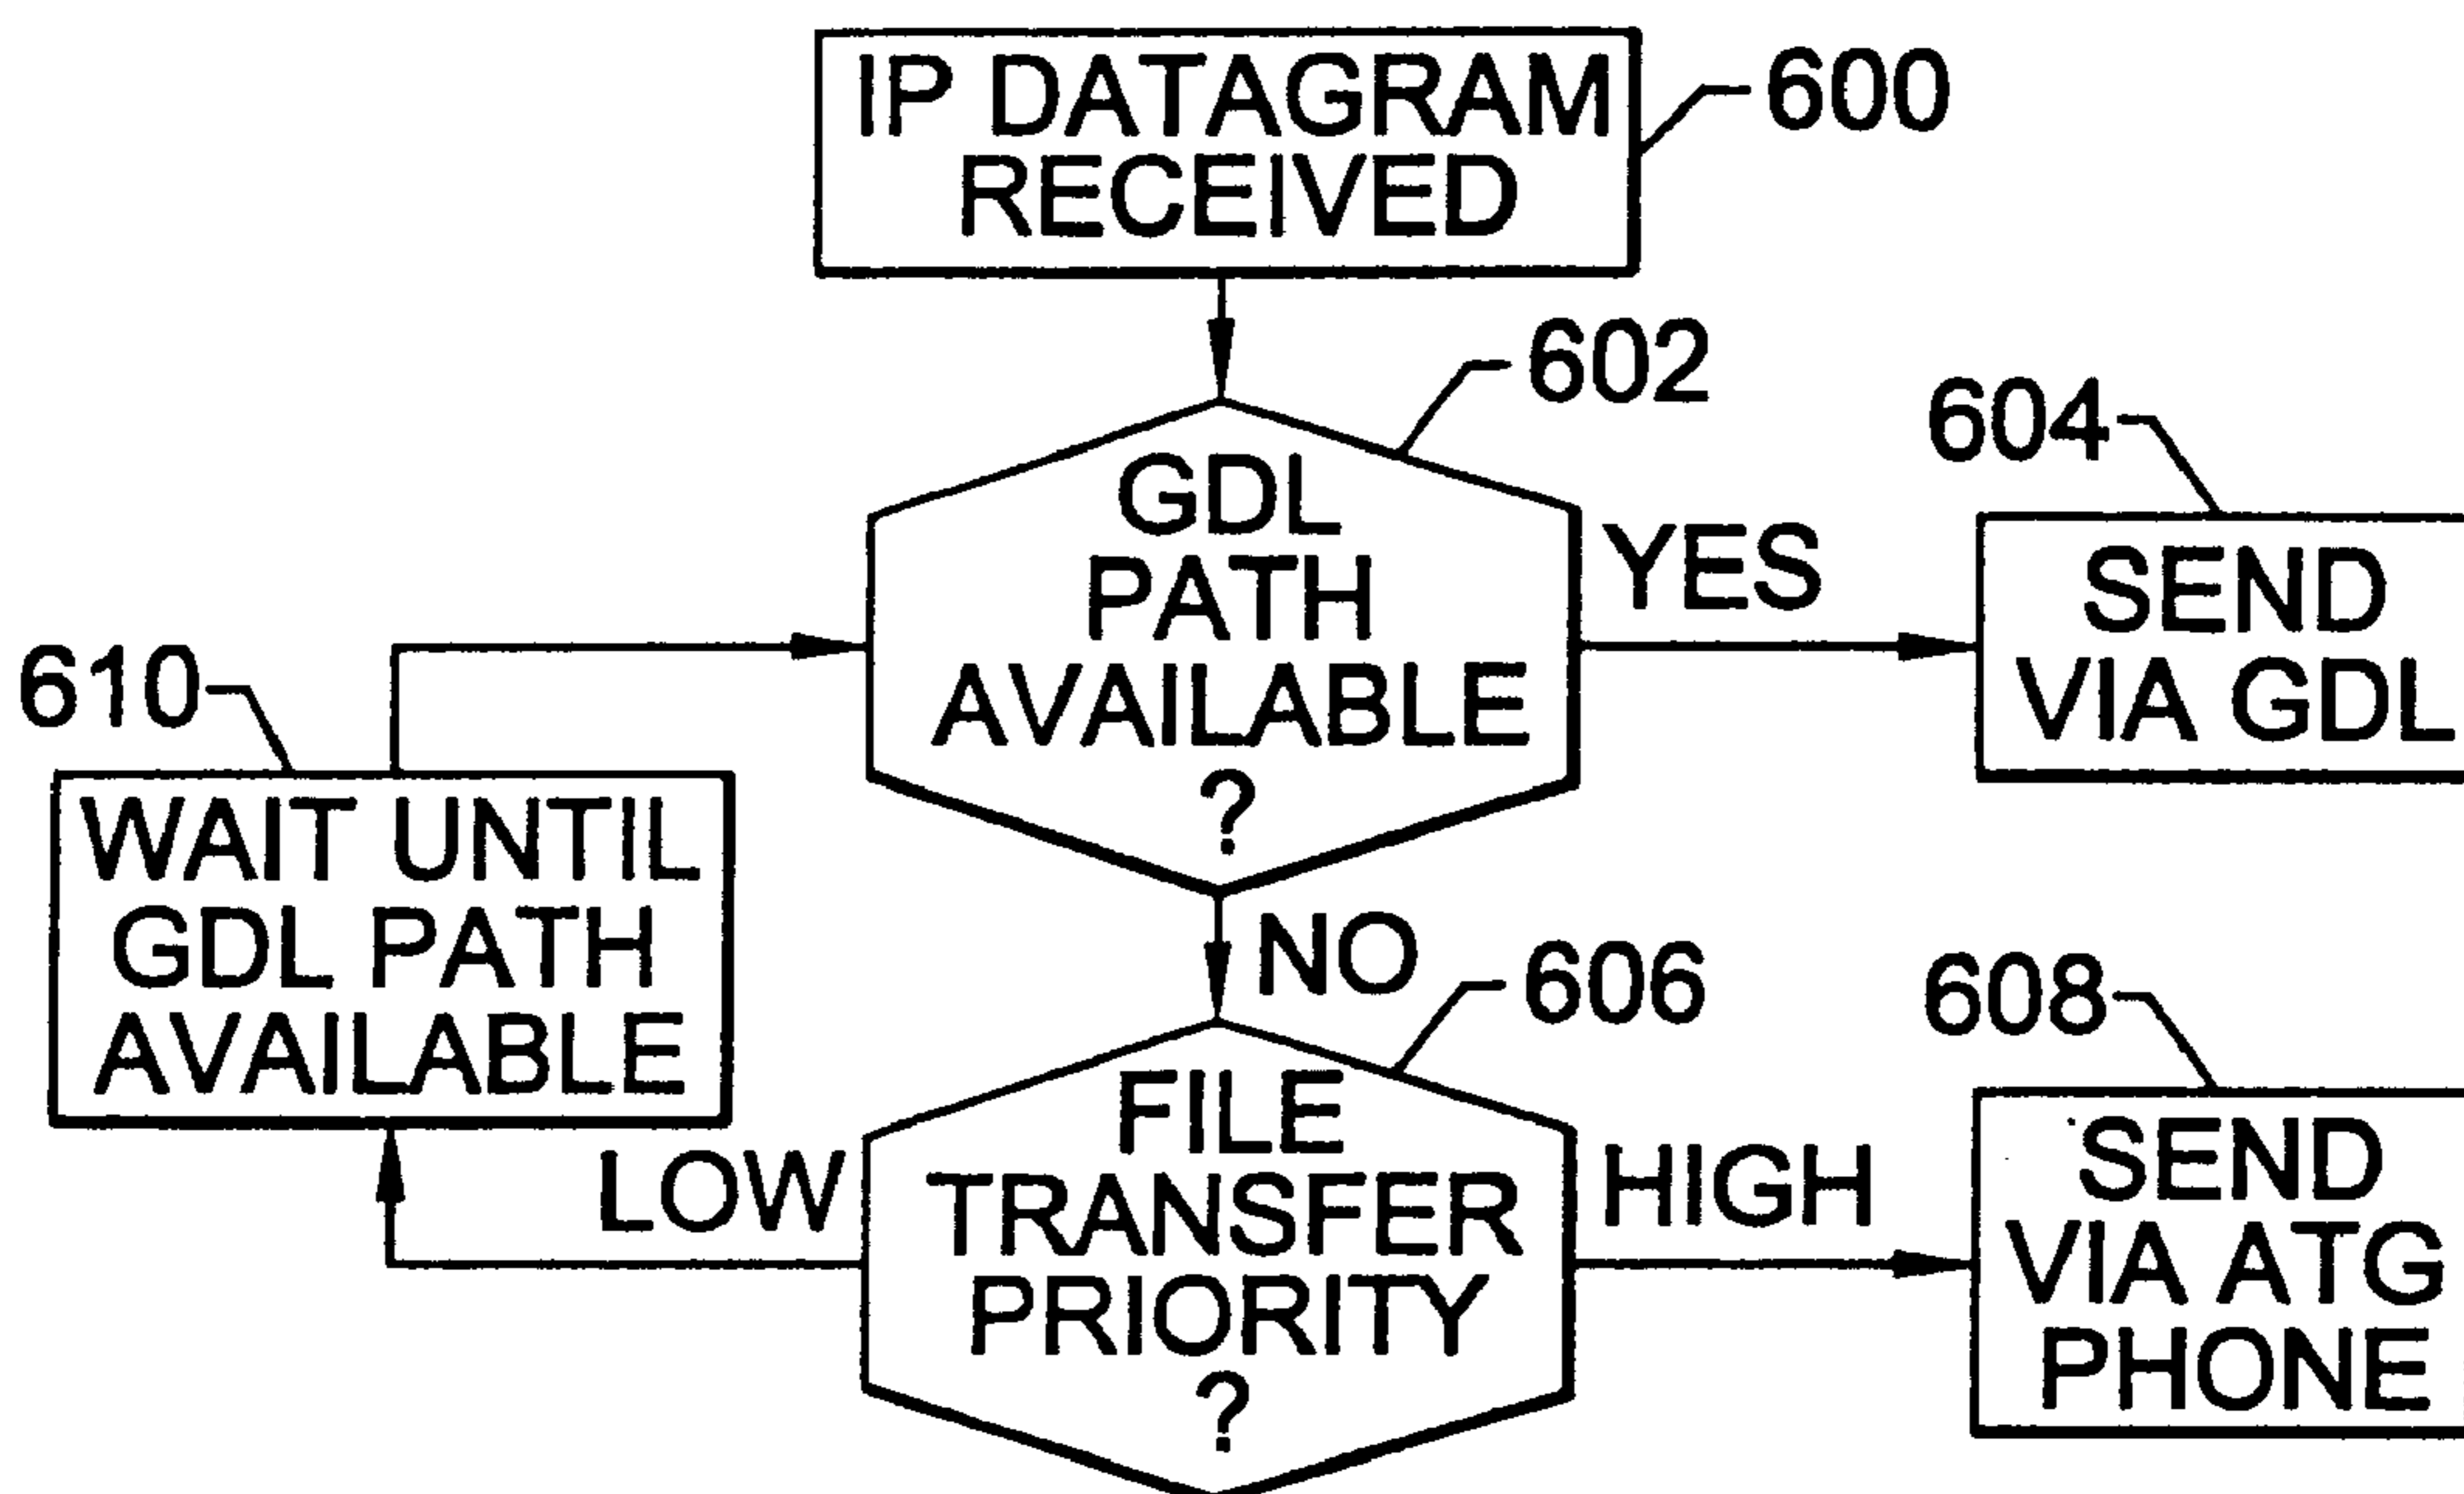 IP DATAGRAM
RECEIVED
600
602
GDL
PATH
AVAILABLE
?
YES
604
SEND
VIA GDL
610
WAIT UNTIL
GDL PATH
AVAILABLE
NO
606
FILE
TRANSFER
PRIORITY
?
LOW
HIGH
608
SEND
VIA ATG
PHONE